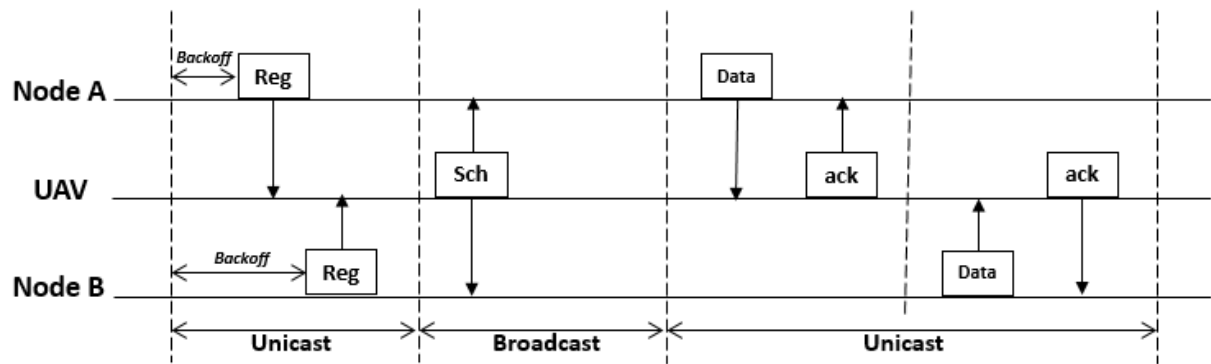 Backoff
Node A
Reg
Data
UAV
Sch
ack
ack
Backoff
Node B
Reg
Data
Unicast
Broadcast
Unicast